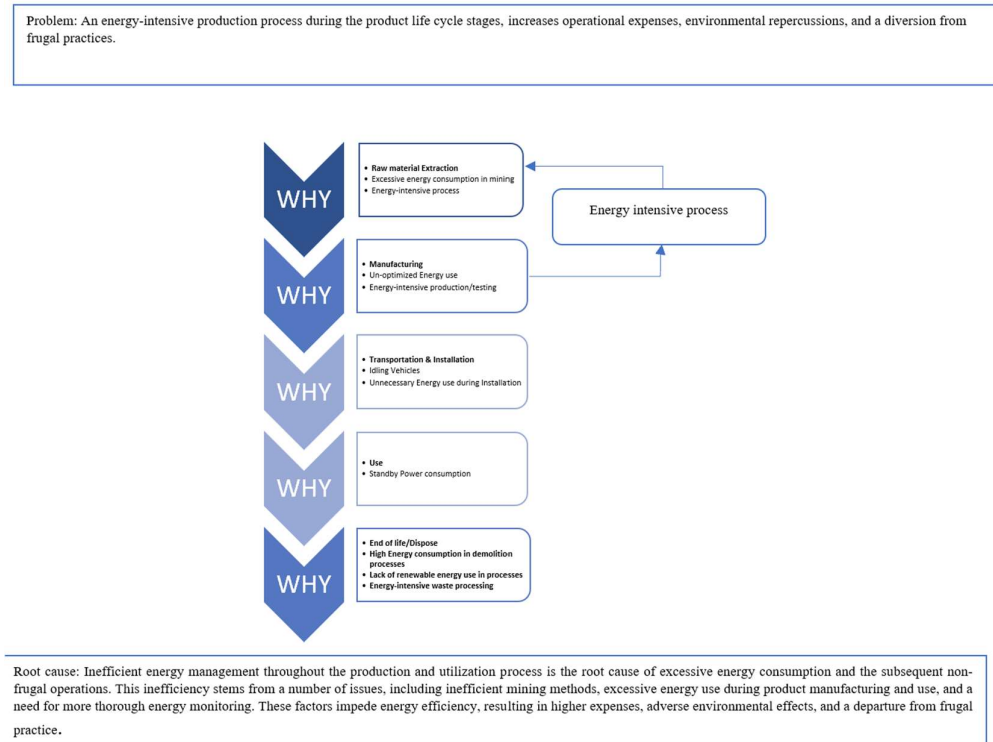 Problem: An energy-intensive production process during the product life cycle stages, increases operational expenses, environmental repercussions, and a diversion from
frugal practices.
WHY
• Raw material Extraction
• Excessive energy consumption in mining
• Energy-intensive process
Energy intensive process
WHY
• Manufacturing
• Un-optimized Energy use
• Energy-intensive production/testing
WHY
• Transportation & Installation
• Idling Vehicles
• Unnecessary Energy use during Installation
WHY
• Use
• Standby Power consumption
WHY
• End of life/Dispose
• High Energy consumption in demolition
processes
• Lack of renewable energy use in processes
• Energy-intensive waste processing
Root cause: Inefficient energy management throughout the production and utilization process is the root cause of excessive energy consumption and the subsequent non-
frugal operations. This inefficiency stems from a number of issues, including inefficient mining methods, excessive energy use during product manufacturing and use, and a
need for more thorough energy monitoring. These factors impede energy efficiency, resulting in higher expenses, adverse environmental effects, and a departure from frugal
practice.